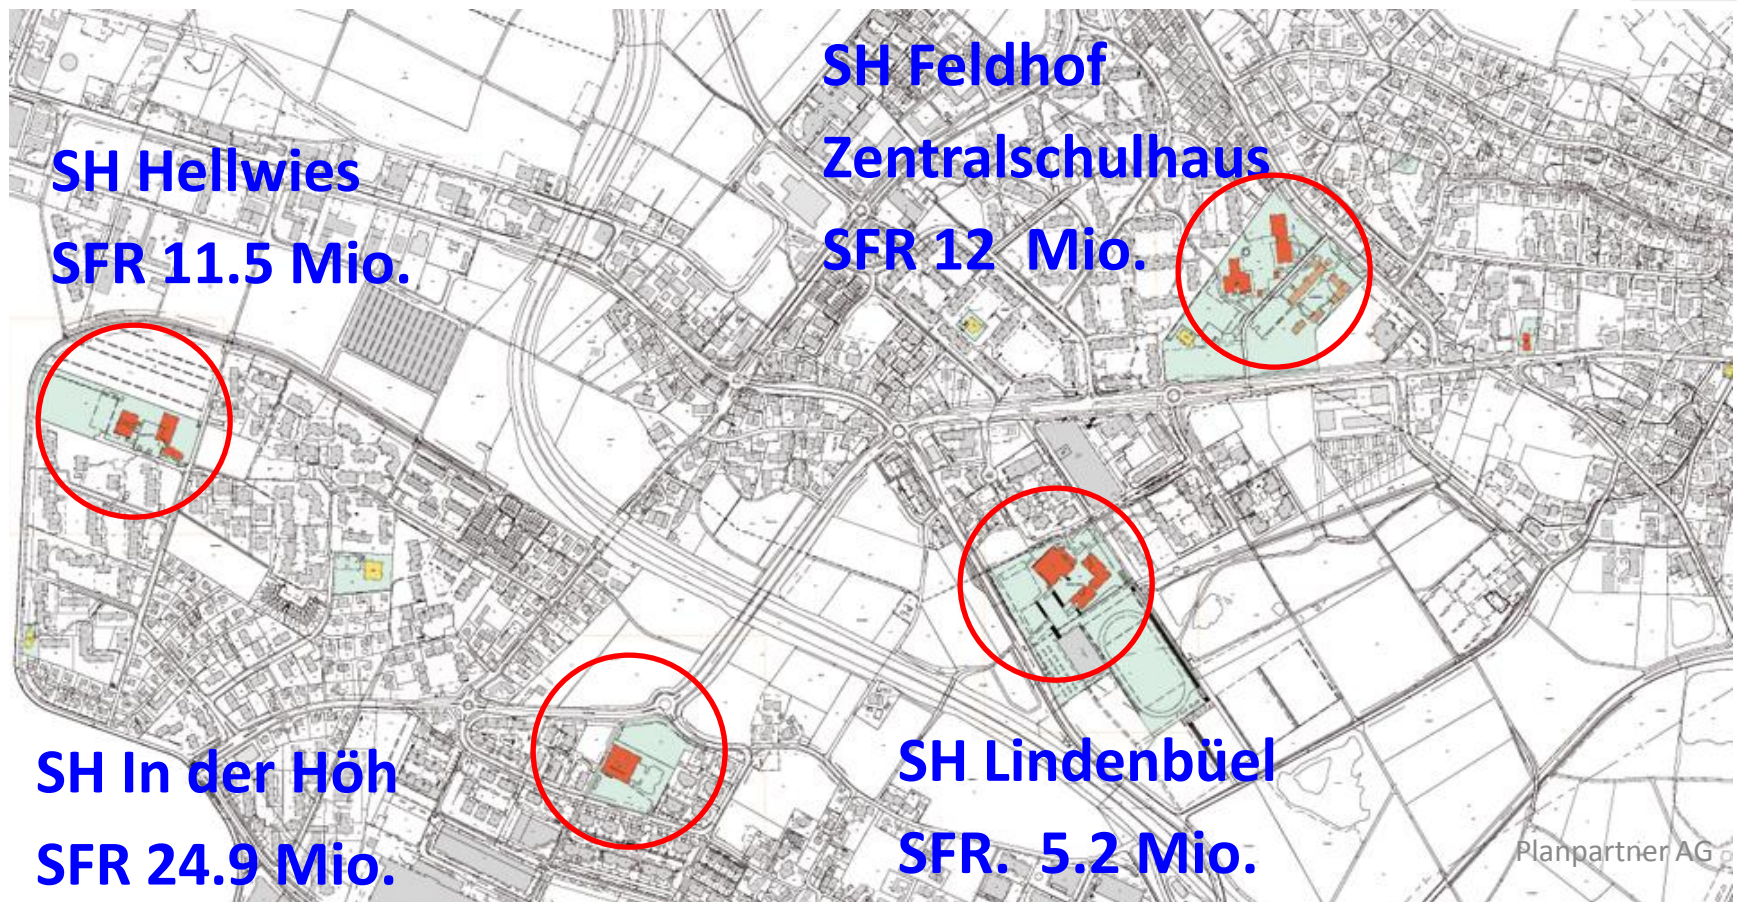 SH Feldhof
Zentralschulhaus
SFR 12 Mio.
SH Hellwies
SFR 11.5 Mio.
SH In der Höh
SFR 24.9 Mio.
SH Lindenbüel
SFR. 5.2 Mio.
Planpartner AG